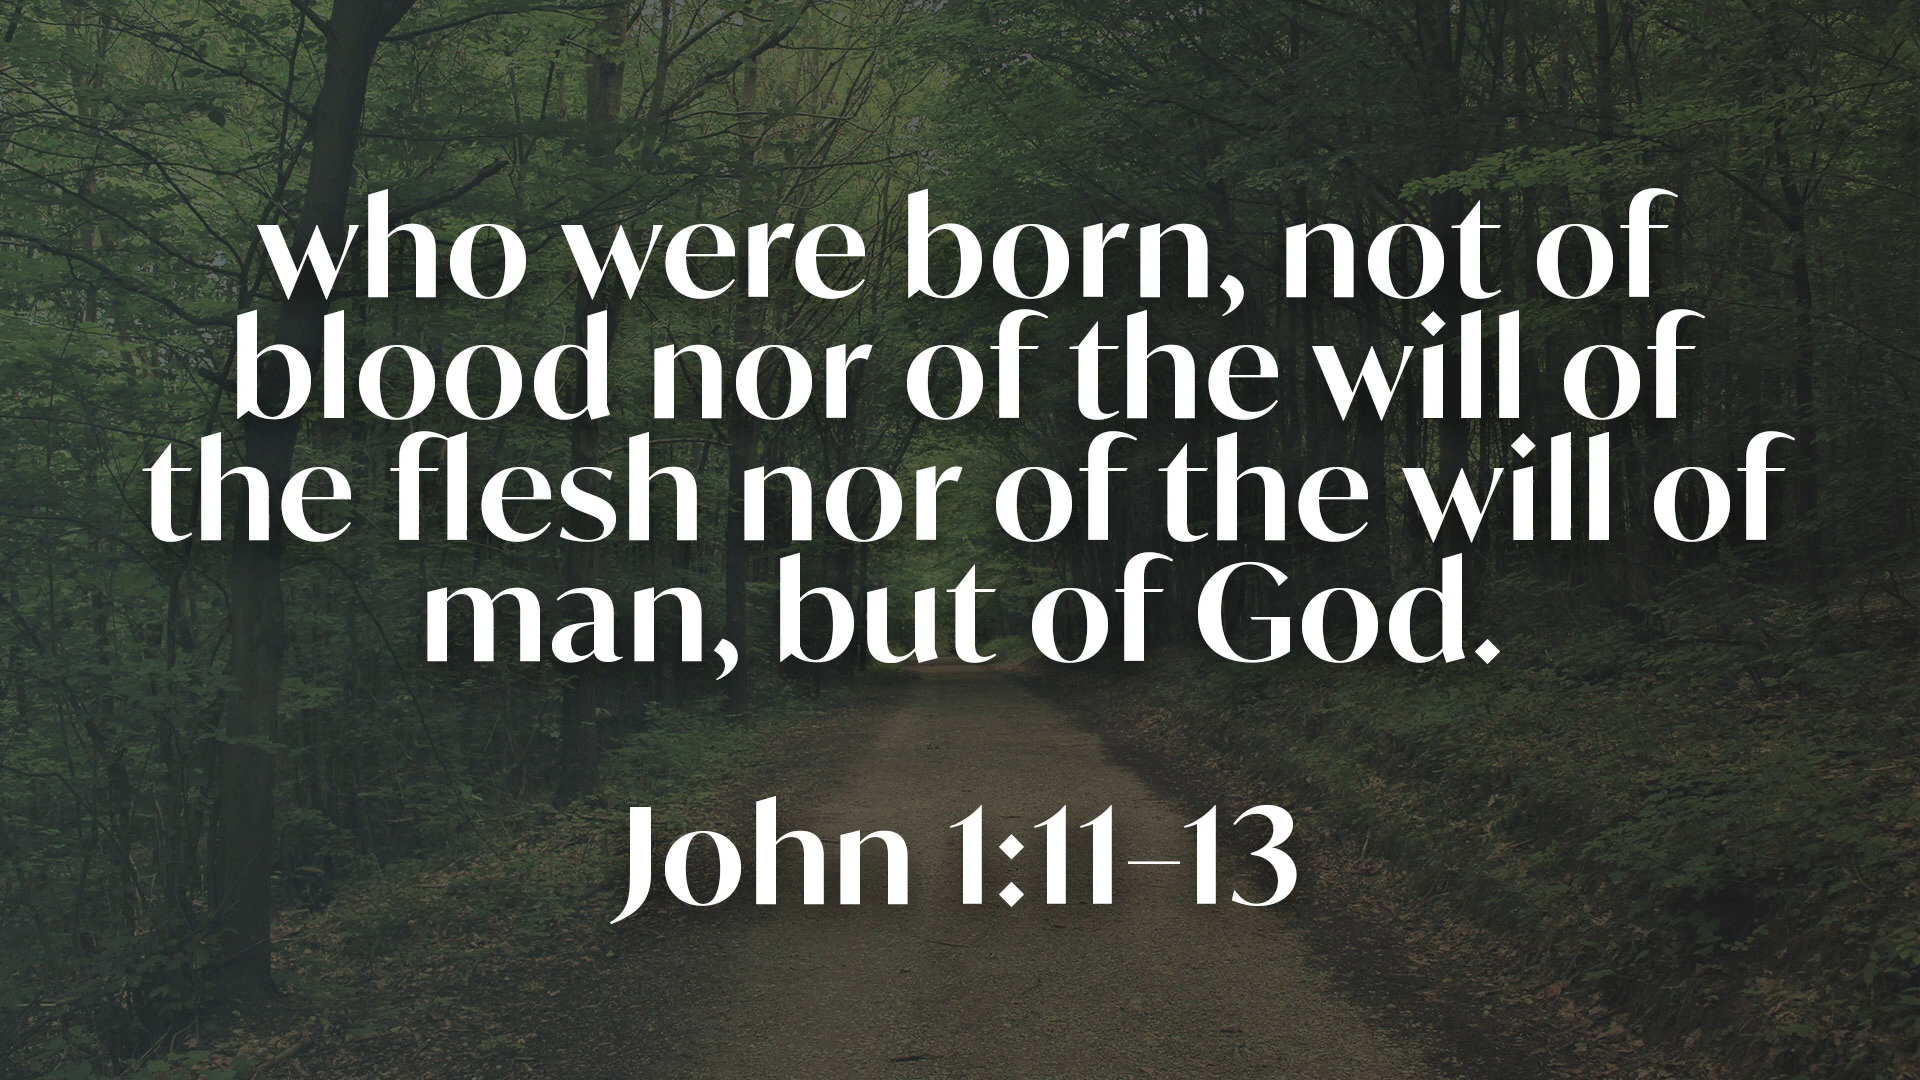 who were born, not of
blood nor of the will of
the flesh nor of the will of
man, but of God.
John 1:11–13